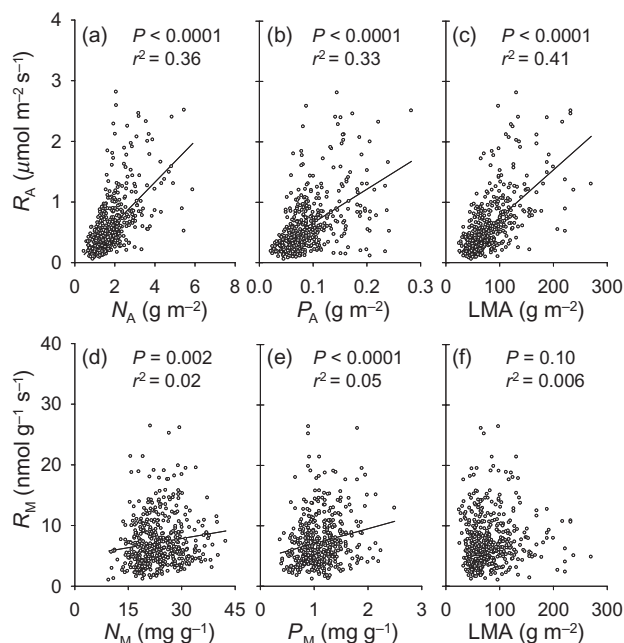 4 (a) P < 0.0001 (b) P < 0.0001 (c) P < 0.0001
r² = 0.36 r² = 0.33 r² = 0.41
3
2
1
0
R_A (µmol m⁻² s⁻¹)
0 2 4 6 8 0.0 0.1 0.2 0.3 0 100 200 300
N_A (g m⁻²) P_A (g m⁻²) LMA (g m⁻²)
40 (d) P = 0.002 (e) P < 0.0001 (f) P = 0.10
r² = 0.02 r² = 0.05 r² = 0.006
30
20
10
0
R_M (nmol g⁻¹ s⁻¹)
0 15 30 45 0 1 2 3 0 100 200 300
N_M (mg g⁻¹) P_M (mg g⁻¹) LMA (g m⁻²)